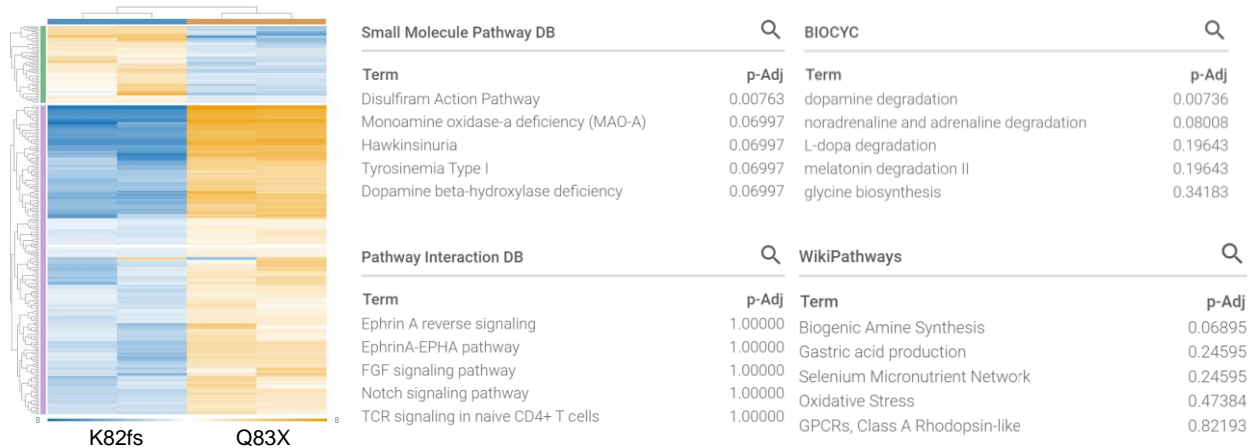 Small Molecule Pathway DB
Term p-Adj
Disulfiram Action Pathway 0.00763
Monoamine oxidase-a deficiency (MAO-A) 0.06997
Hawkinsinuria 0.06997
Tyrosinemia Type I 0.06997
Dopamine beta-hydroxylase deficiency 0.06997
BIOCYC
Term p-Adj
dopamine degradation 0.00736
noradrenaline and adrenaline degradation 0.08008
L-dopa degradation 0.19643
melatonin degradation II 0.19643
glycine biosynthesis 0.34183
Pathway Interaction DB
Term p-Adj
Ephrin A reverse signaling 1.00000
EphrinA-EPHA pathway 1.00000
FGF signaling pathway 1.00000
Notch signaling pathway 1.00000
TCR signaling in naive CD4+ T cells 1.00000
WikiPathways
Term p-Adj
Biogenic Amine Synthesis 0.06895
Gastric acid production 0.24595
Selenium Micronutrient Network 0.24595
Oxidative Stress 0.47384
GPCRs, Class A Rhodopsin-like 0.82193
K82fs Q83X